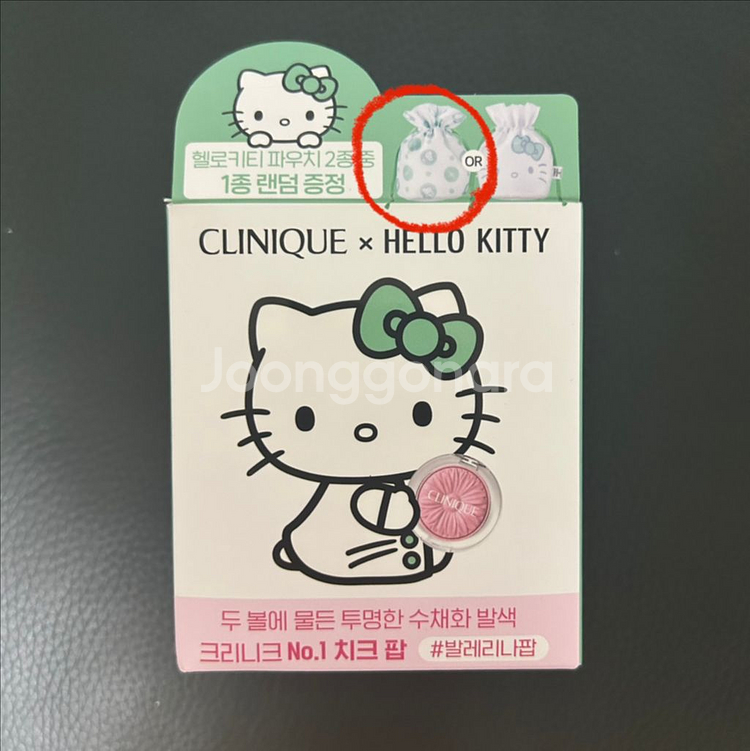 헬로키티 파우치 2종 중
1종 랜덤 증정
OR
CLINIQUE × HELLO KITTY
Joonggonara
CLINIQUE
두 볼에 물든 투명한 수채화 발색
크리니크 No.1 치크 팝 #발레리나팝